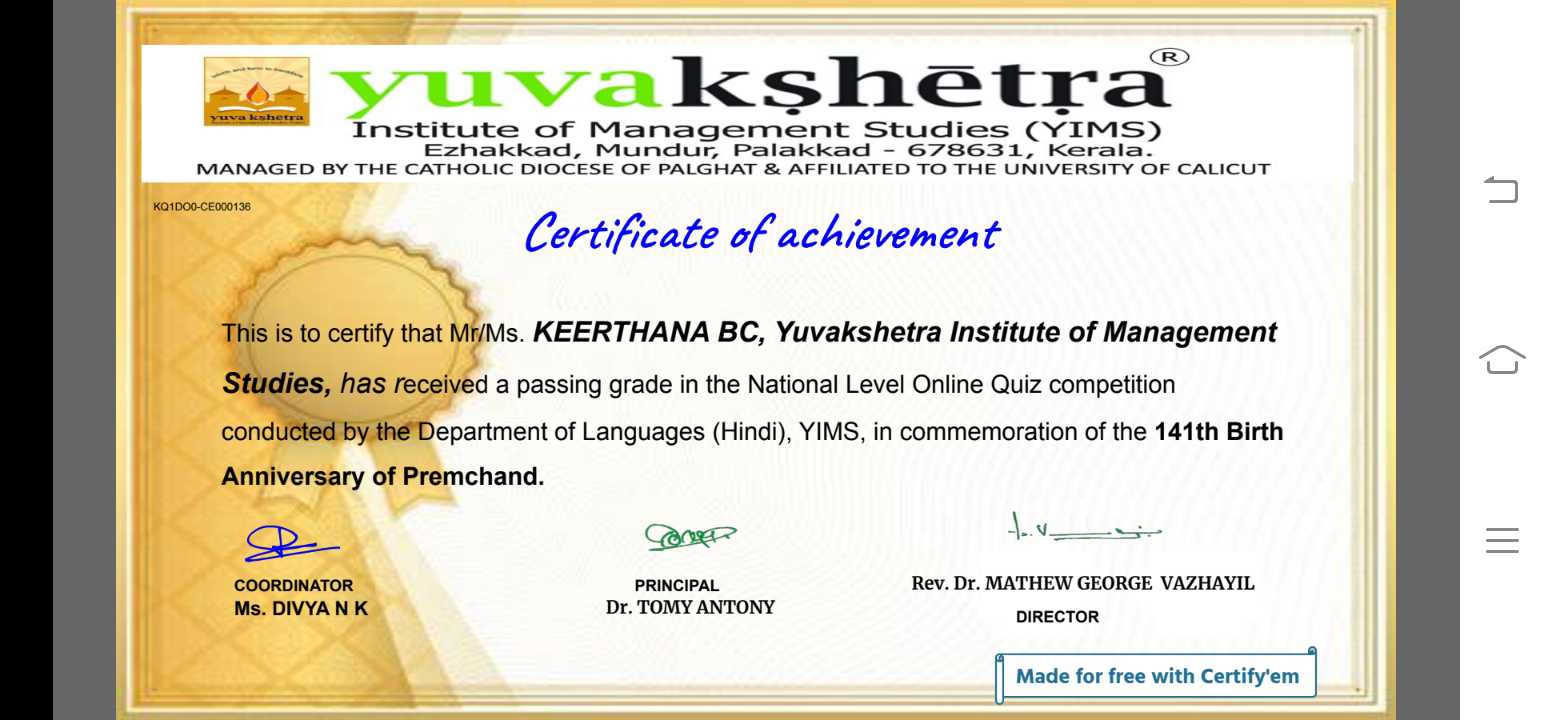 yuvakshētra ®
yuva kshetra
Institute of Management Studies (YIMS)
Ezhakkad, Mundur, Palakkad - 678631, Kerala.
MANAGED BY THE CATHOLIC DIOCESE OF PALGHAT & AFFILIATED TO THE UNIVERSITY OF CALICUT
KQ1DO0-CE000136
Certificate of achievement
This is to certify that Mr/Ms. KEERTHANA BC, Yuvakshetra Institute of Management
Studies, has received a passing grade in the National Level Online Quiz competition
conducted by the Department of Languages (Hindi), YIMS, in commemoration of the 141th Birth
Anniversary of Premchand.
COORDINATOR
Ms. DIVYA N K
PRINCIPAL
Dr. TOMY ANTONY
Rev. Dr. MATHEW GEORGE VAZHAYIL
DIRECTOR
Made for free with Certify'em